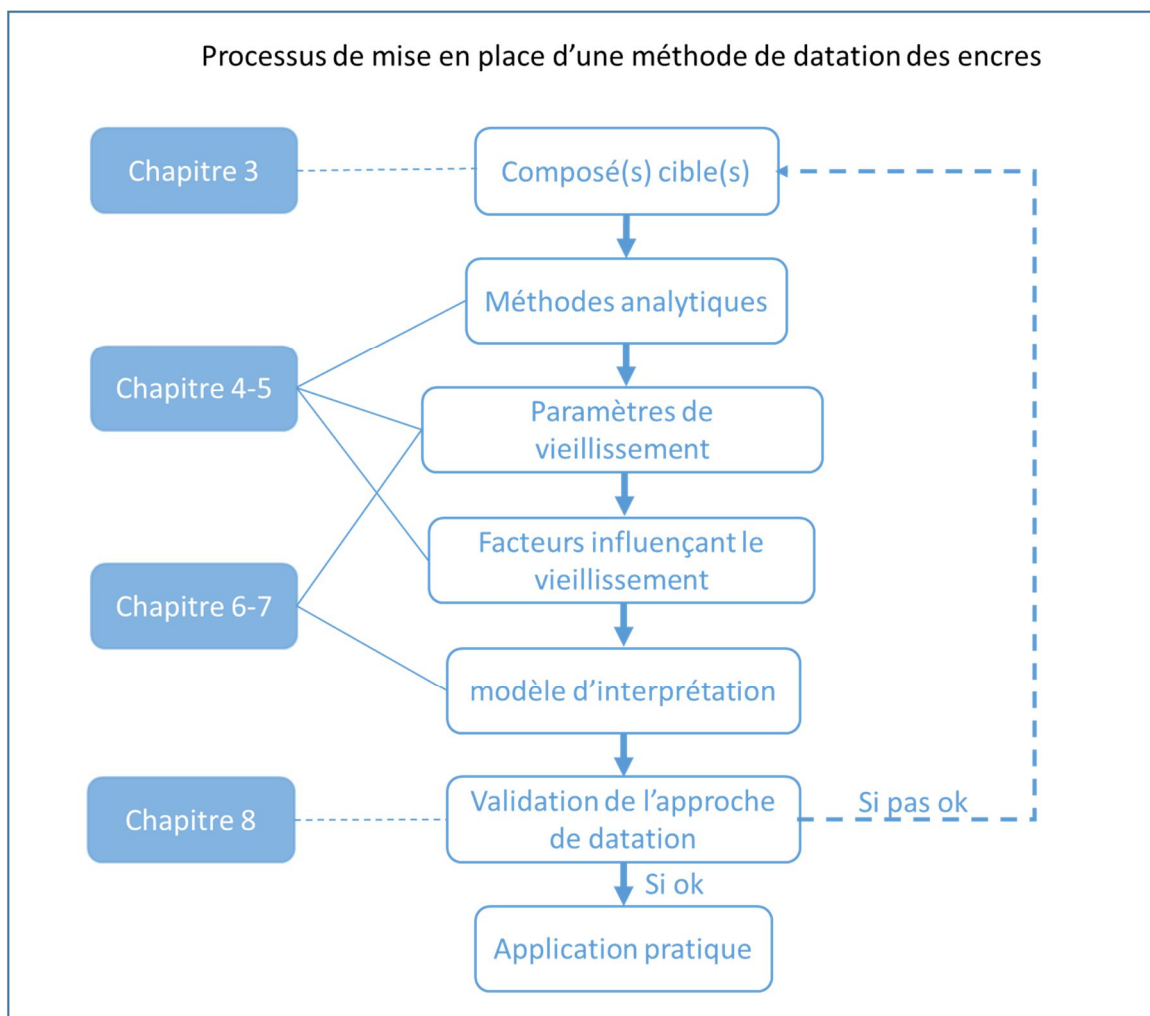 Processus de mise en place d'une méthode de datation des encres
Chapitre 3
Composé(s) cible(s)
Méthodes analytiques
Chapitre 4-5
Paramètres de
vieillissement
Facteurs influençant le
vieillissement
Chapitre 6-7
modèle d'interprétation
Chapitre 8
Validation de l'approche
de datation
Si pas ok
Si ok
Application pratique